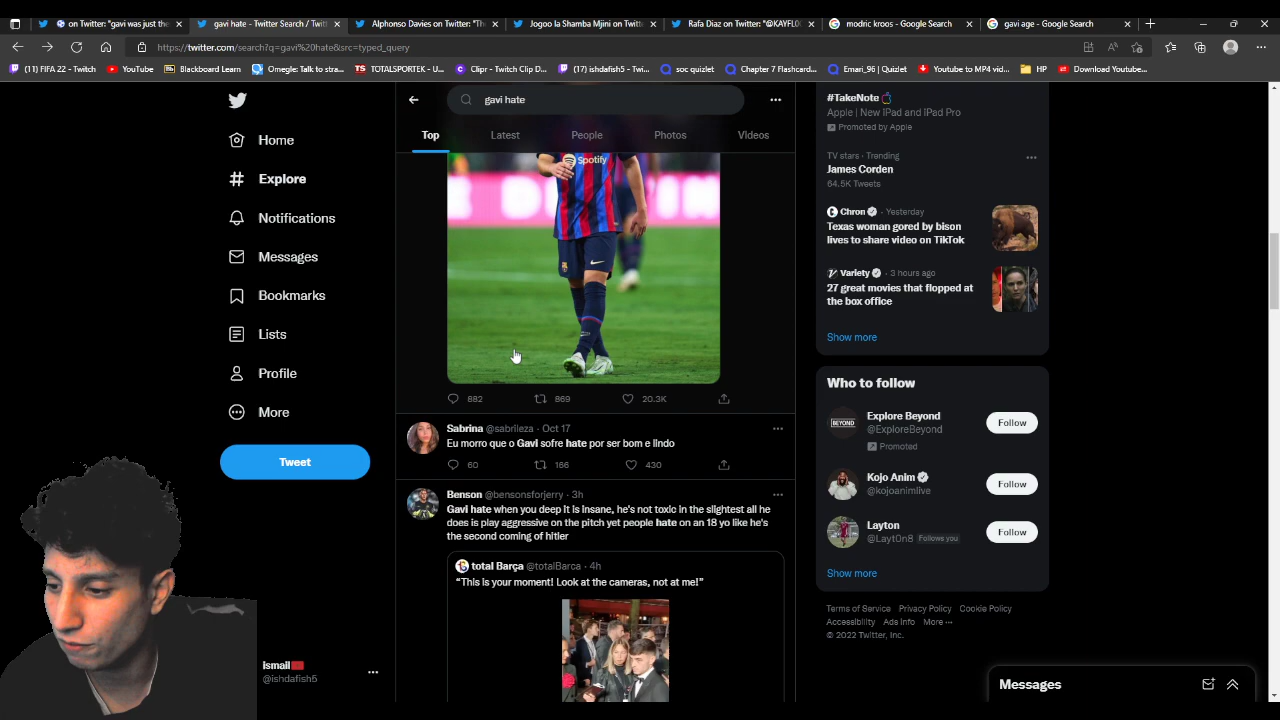 on Twitter: "gavi was just the
gavi hate - Twitter Search / Twitt
Alphonso Davies on Twitter: "Th
Jogoo la Shamba Mjini on Twitt
Rafa Diaz on Twitter: "@KAYFL0
modric kroos - Google Search
gavi age - Google Search
https://twitter.com/search?q=gavi%20hate&src=typed_query
(11) FIFA 22 - Twitch
YouTube
Blackboard Learn
Omegle: Talk to stra...
TOTALSPORTEK - U...
Clipr - Twitch Clip D...
(17) ishdafish5 - Twi...
soc quizlet
Chapter 7 Flashcard...
Emari_96 | Quizlet
Youtube to MP4 vid...
HP
Download Youtube...
gavi hate
Top
Latest
People
Photos
Videos
Home
Explore
Notifications
Messages
Bookmarks
Lists
Profile
More
Tweet
ismail
@ishdafish5
Spotify
882
869
20.3K
Sabrina @sabrileza · Oct 17
Eu morro que o Gavi sofre hate por ser bom e lindo
60
166
430
Benson @bensonsforjerry · 3h
Gavi hate when you deep it is insane, he's not toxic in the slightest all he
does is play aggressive on the pitch yet people hate on an 18 yo like he's
the second coming of hitler
total Barça @totalBarca · 4h
“This is your moment! Look at the cameras, not at me!”
#TakeNote
Apple | New iPad and iPad Pro
Promoted by Apple
TV stars · Trending
James Corden
64.5K Tweets
Chron · Yesterday
Texas woman gored by bison
lives to share video on TikTok
Variety · 3 hours ago
27 great movies that flopped at
the box office
Show more
Who to follow
BEYOND
Explore Beyond
@ExploreBeyond
Promoted
Follow
Kojo Anim
@kojoanimlive
Follow
Layton
@Layt0n8 Follows you
Follow
Show more
Terms of Service Privacy Policy Cookie Policy
Accessibility Ads info More ···
© 2022 Twitter, Inc.
Messages